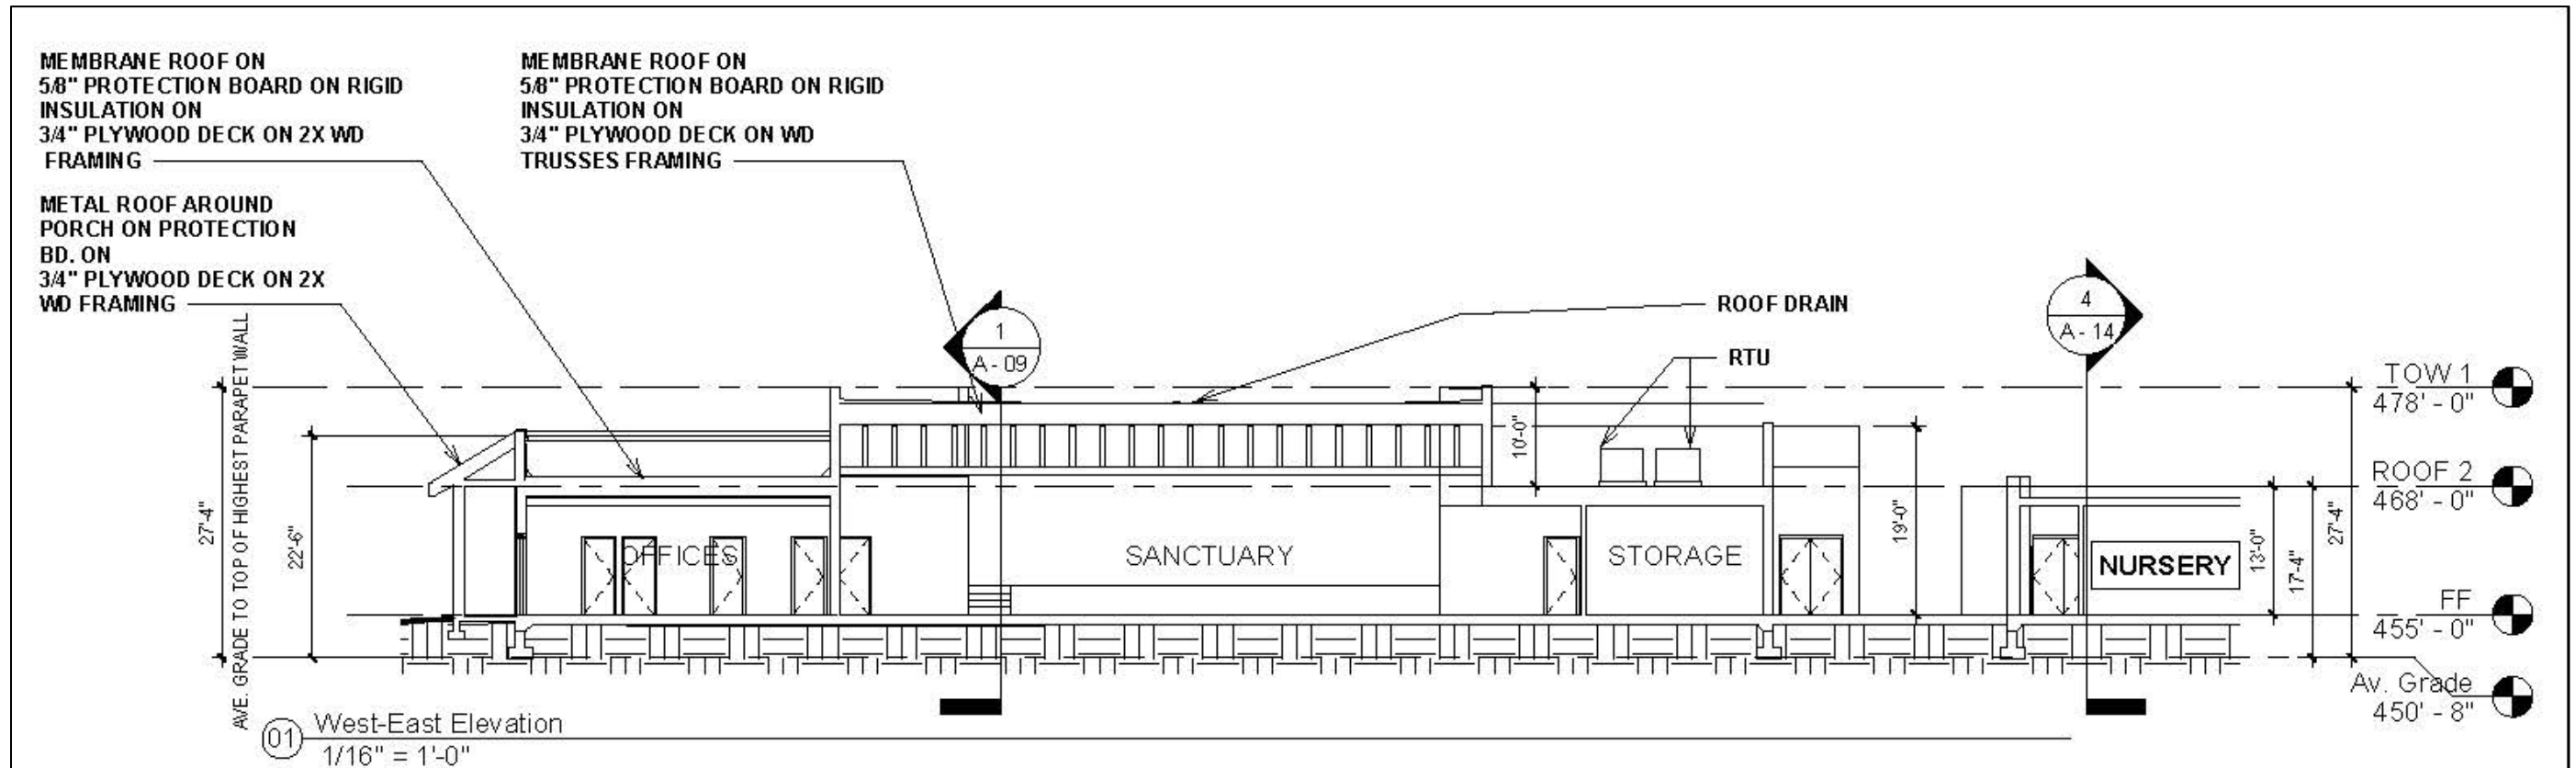 MEMBRANE ROOF ON
5/8" PROTECTION BOARD ON RIGID
INSULATION ON
3/4" PLYWOOD DECK ON 2X WD
FRAMING
METAL ROOF AROUND
PORCH ON PROTECTION
BD. ON
3/4" PLYWOOD DECK ON 2X
WD FRAMING
MEMBRANE ROOF ON
5/8" PROTECTION BOARD ON RIGID
INSULATION ON
3/4" PLYWOOD DECK ON WD
TRUSSES FRAMING
1
A - 09
ROOF DRAIN
RTU
4
A - 14
TOW 1
478' - 0"
ROOF 2
468' - 0"
FF
455' - 0"
Av. Grade
450' - 8"
27'-4"
AVE. GRADE TO TOP OF HIGHEST PARAPET WALL
22'-6"
OFFICES
SANCTUARY
10'-0"
STORAGE
19'-0"
NURSERY
13'-0"
17'-4"
27'-4"
01
West-East Elevation
1/16" = 1'-0"